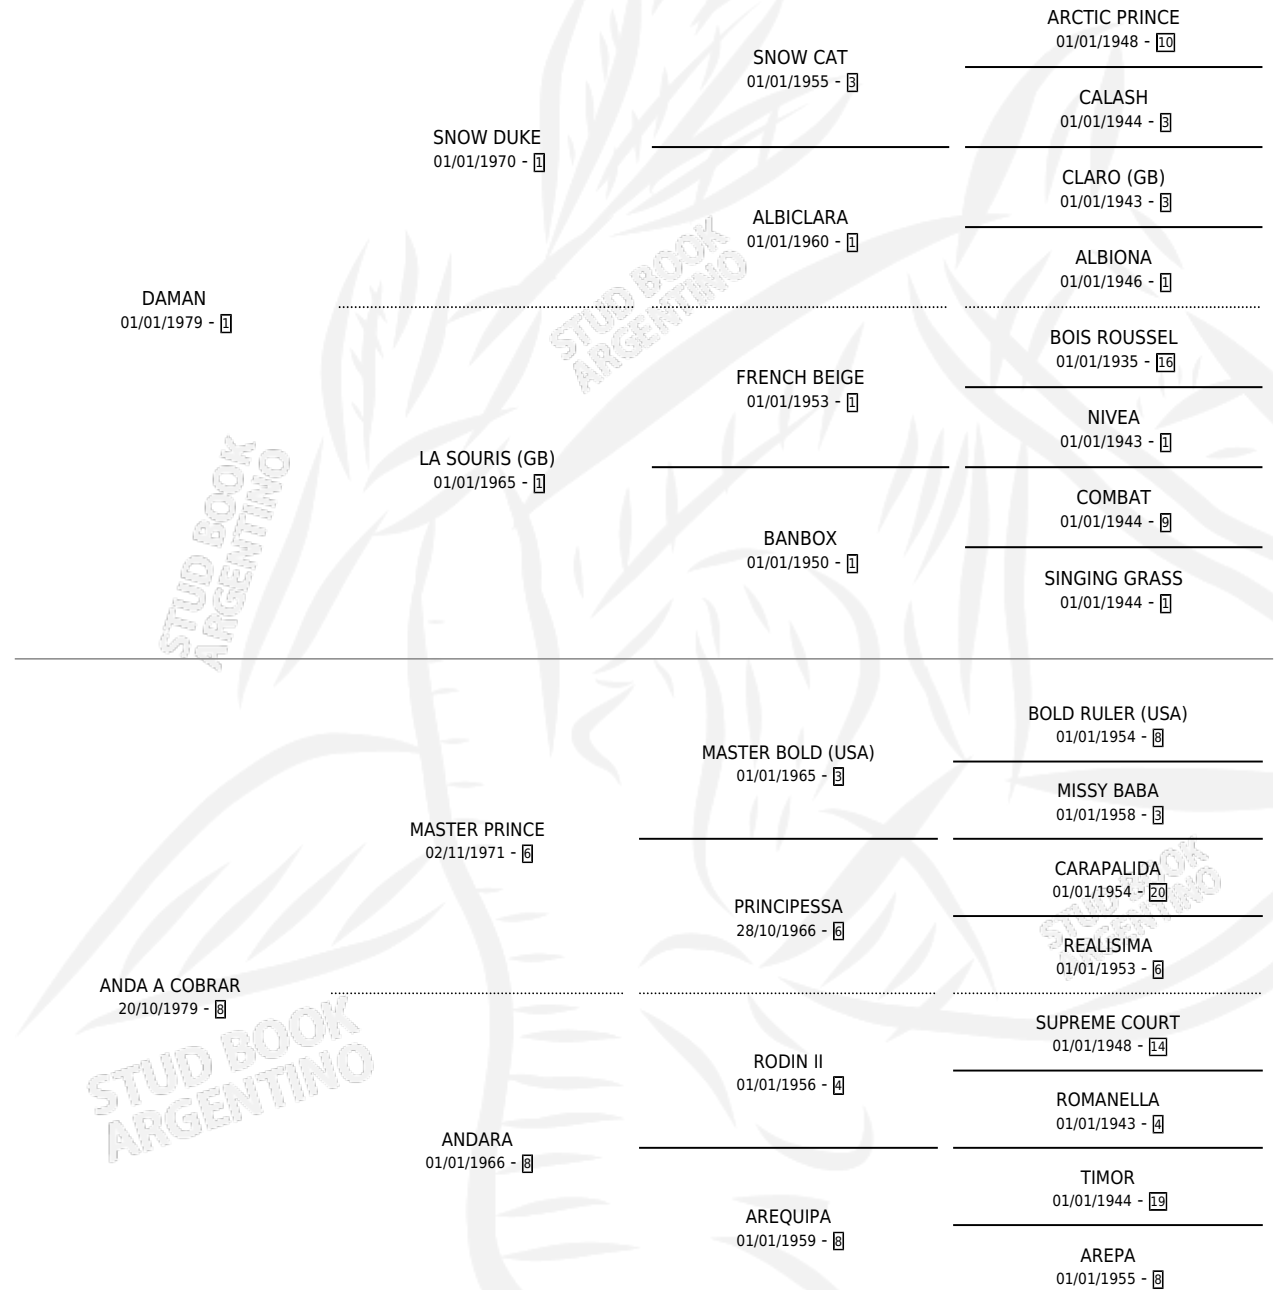 ARCTIC PRINCE
01/01/1948 - 10
SNOW CAT
01/01/1955 - 3
CALASH
01/01/1944 - 3
SNOW DUKE
01/01/1970 - 1
CLARO (GB)
01/01/1943 - 3
ALBICLARA
01/01/1960 - 1
ALBIONA
01/01/1946 - 1
DAMAN
01/01/1979 - 1
BOIS ROUSSEL
01/01/1935 - 16
FRENCH BEIGE
01/01/1953 - 1
NIVEA
01/01/1943 - 1
LA SOURIS (GB)
01/01/1965 - 1
COMBAT
01/01/1944 - 9
BANBOX
01/01/1950 - 1
SINGING GRASS
01/01/1944 - 1
STUD BOOK
ARGENTINO
STUD BOOK
ARGENTINO
BOLD RULER (USA)
01/01/1954 - 8
MASTER BOLD (USA)
01/01/1965 - 3
MISSY BABA
01/01/1958 - 3
MASTER PRINCE
02/11/1971 - 6
CARAPALIDA
01/01/1954 - 20
PRINCIPESSA
28/10/1966 - 6
REALISIMA
01/01/1953 - 6
STUD BOOK
ARGENTINO
ANDA A COBRAR
20/10/1979 - 8
SUPREME COURT
01/01/1948 - 14
RODIN II
01/01/1956 - 4
ROMANELLA
01/01/1943 - 4
ANDARA
01/01/1966 - 8
TIMOR
01/01/1944 - 19
AREQUIPA
01/01/1959 - 8
AREPA
01/01/1955 - 8
STUD BOOK
ARGENTINO